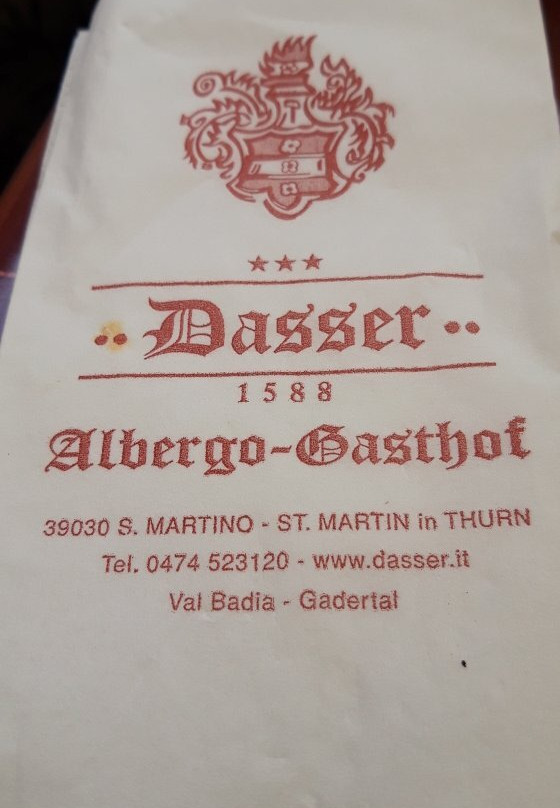 ★★★
••Dasser••
1588
Albergo-Gasthof
39030 S. MARTINO - ST. MARTIN in THURN
Tel. 0474 523120 - www.dasser.it
Val Badia - Gadertal